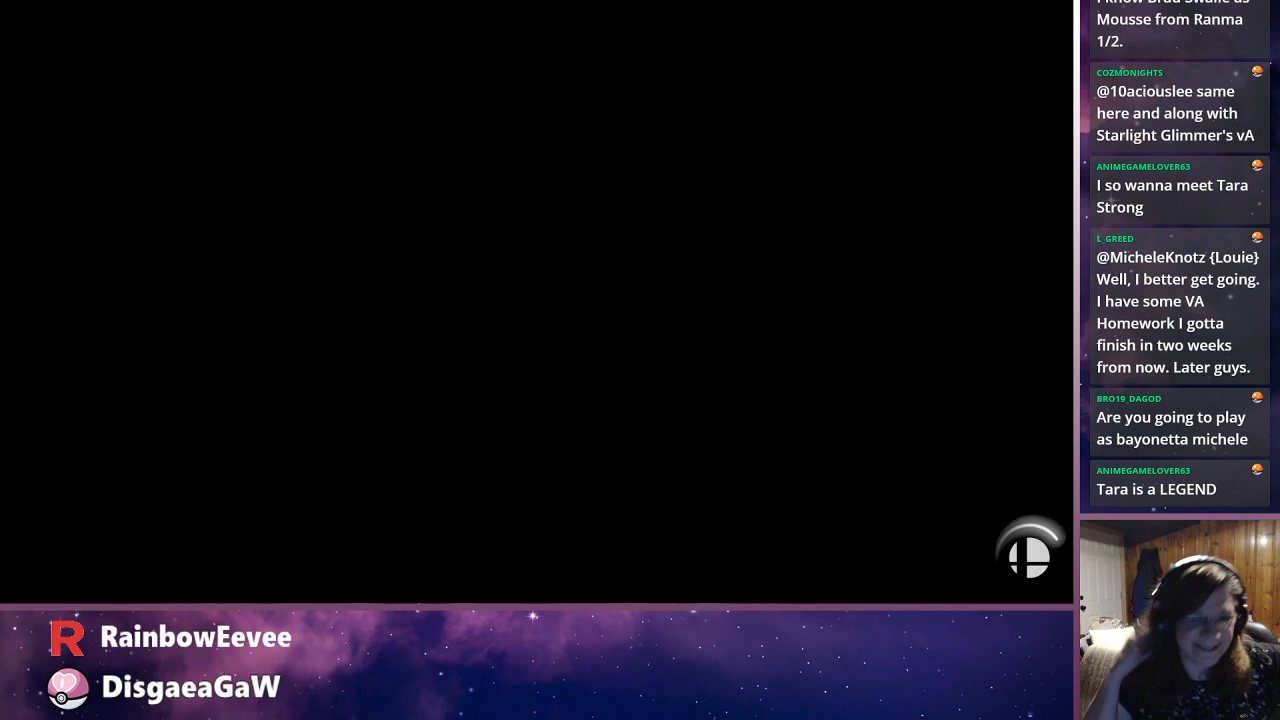 Mousse from Ranma
1/2.
COZMONIGHTS
@10aciouslee same
here and along with
Starlight Glimmer's vA
ANIMEGAMELOVER63
I so wanna meet Tara
Strong
L_GREED
@MicheleKnotz {Louie}
Well, I better get going.
I have some VA
Homework I gotta
finish in two weeks
from now. Later guys.
BRO19_DAGOD
Are you going to play
as bayonetta michele
ANIMEGAMELOVER63
Tara is a LEGEND
R RainbowEevee
DisgaeaGaW